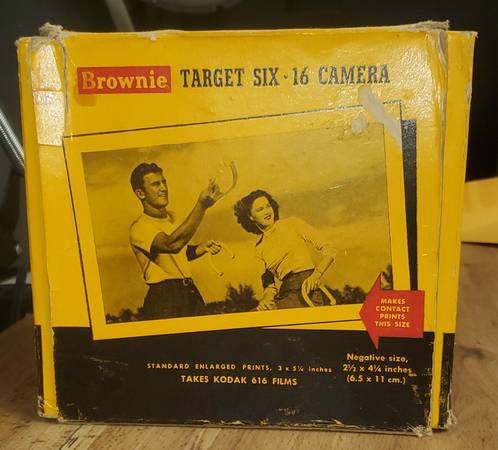 Brownie TARGET SIX-16 CAMERA
MAKES
CONTACT
PRINTS
THIS SIZE
STANDARD ENLARGED PRINTS, 3 x 5¼ inches
TAKES KODAK 616 FILMS
Negative size,
2½ x 4¼ inches
(6.5 x 11 cm.)